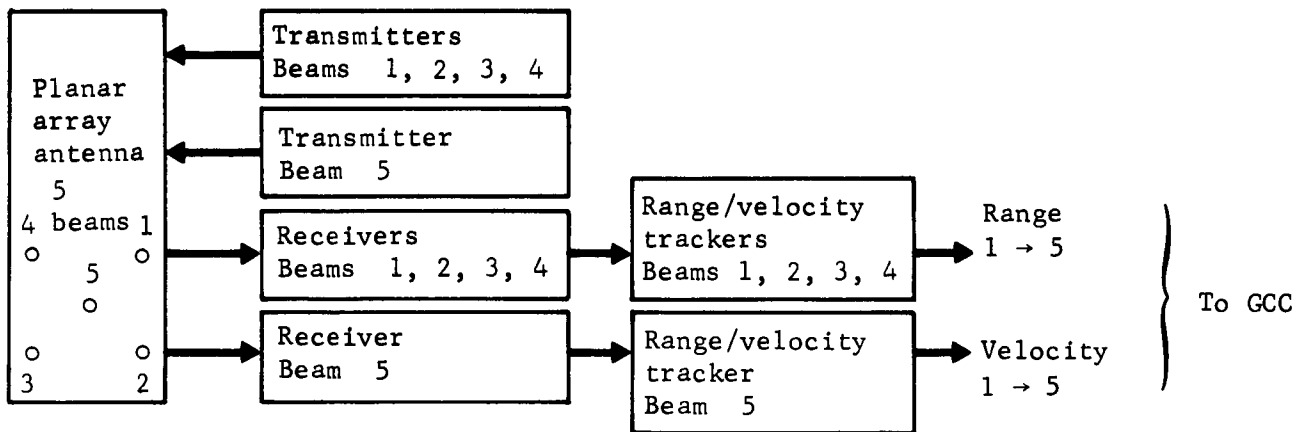 Planar
array
antenna
5
beams
4
1
5
3
2
Transmitters
Beams 1, 2, 3, 4
Transmitter
Beam 5
Receivers
Beams 1, 2, 3, 4
Receiver
Beam 5
Range/velocity
trackers
Beams 1, 2, 3, 4
Range/velocity
tracker
Beam 5
Range
1 → 5
Velocity
1 → 5
To GCC